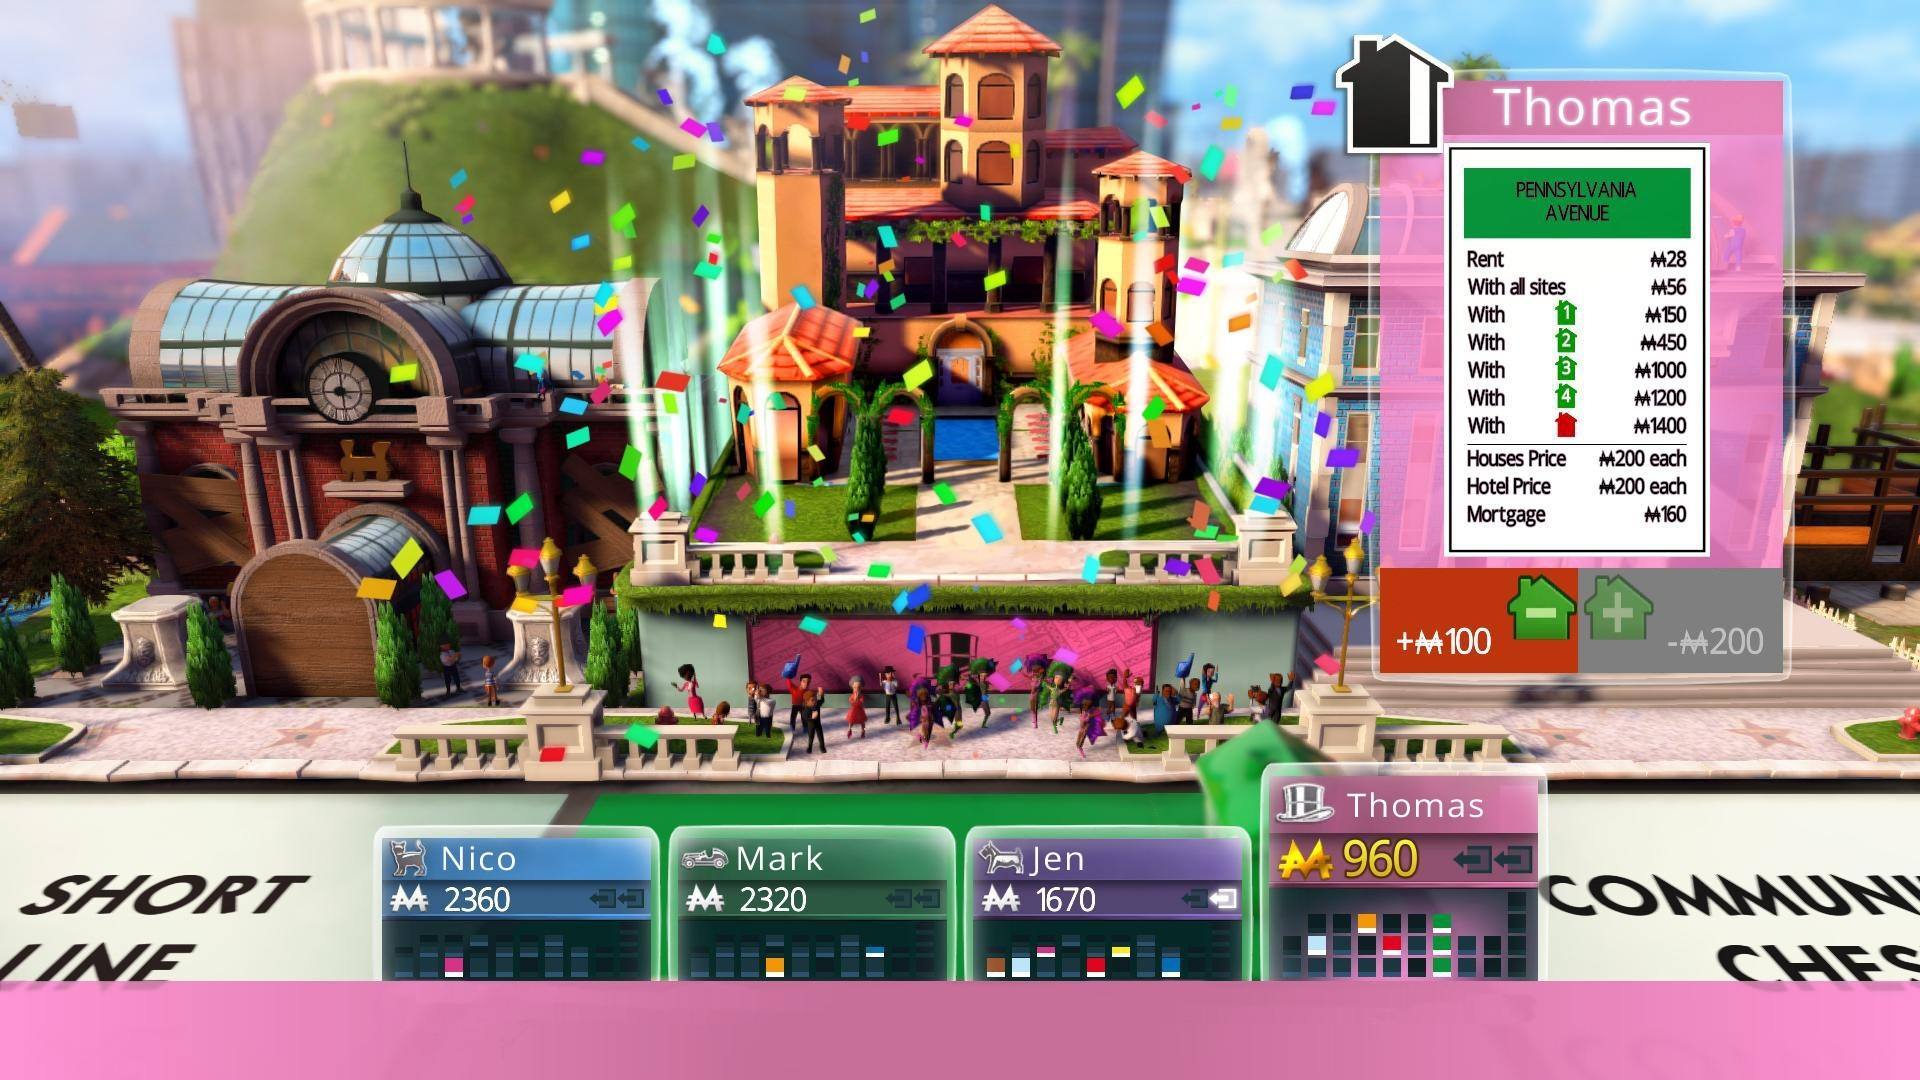 Thomas
PENNSYLVANIA
AVENUE
Rent ₩28
With all sites ₩56
With 1 ₩150
With 2 ₩450
With 3 ₩1000
With 4 ₩1200
With ₩1400
Houses Price ₩200 each
Hotel Price ₩200 each
Mortgage ₩160
+₩100
-₩200
Nico
₩ 2360
Mark
₩ 2320
Jen
₩ 1670
Thomas
₩ 960
SHORT
LINE
COMMUNI
CHES